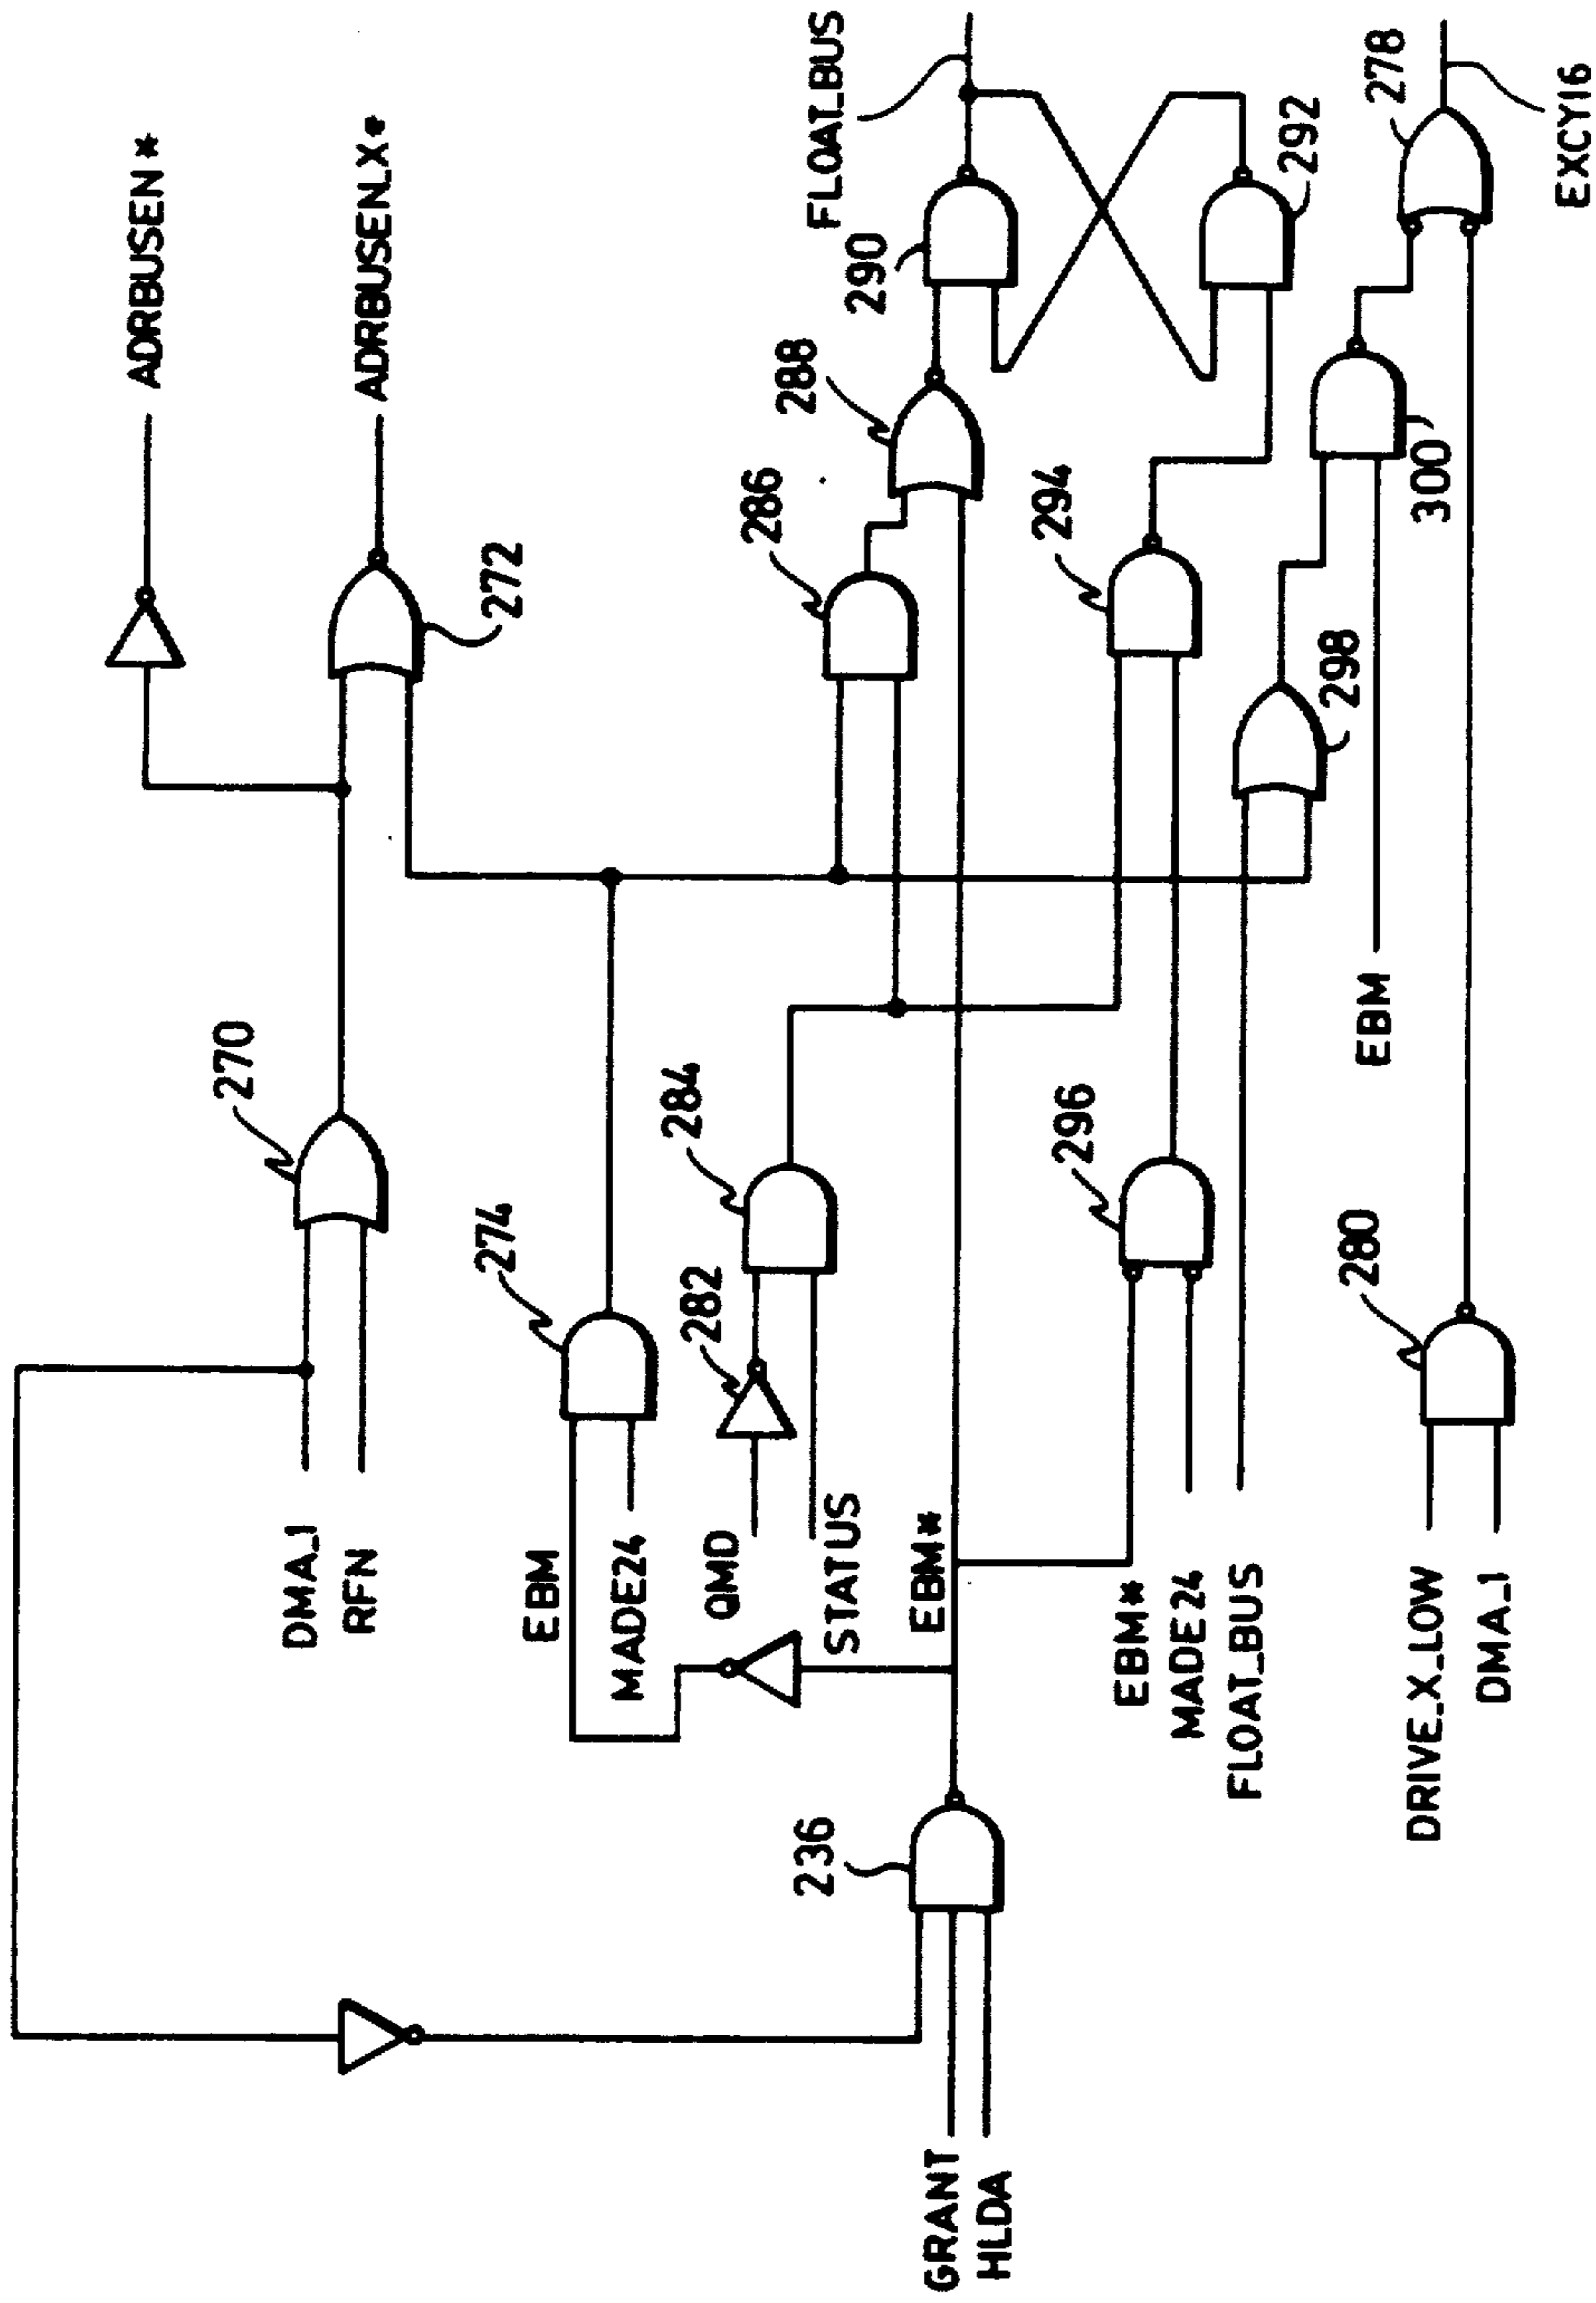 ADRBUSEN*
ADRBUSENLX*
FLOAT_BUS
EXCY16
270
272
274
282
284
286
288
290
292
294
296
298
300
278
280
236
DMA_1
RFN
EBM
MADE24
QMD
STATUS
EBM*
EBM*
MADE24
FLOAT_BUS
EBM
DRIVE_X_LOW
DMA_1
GRANT
HLDA